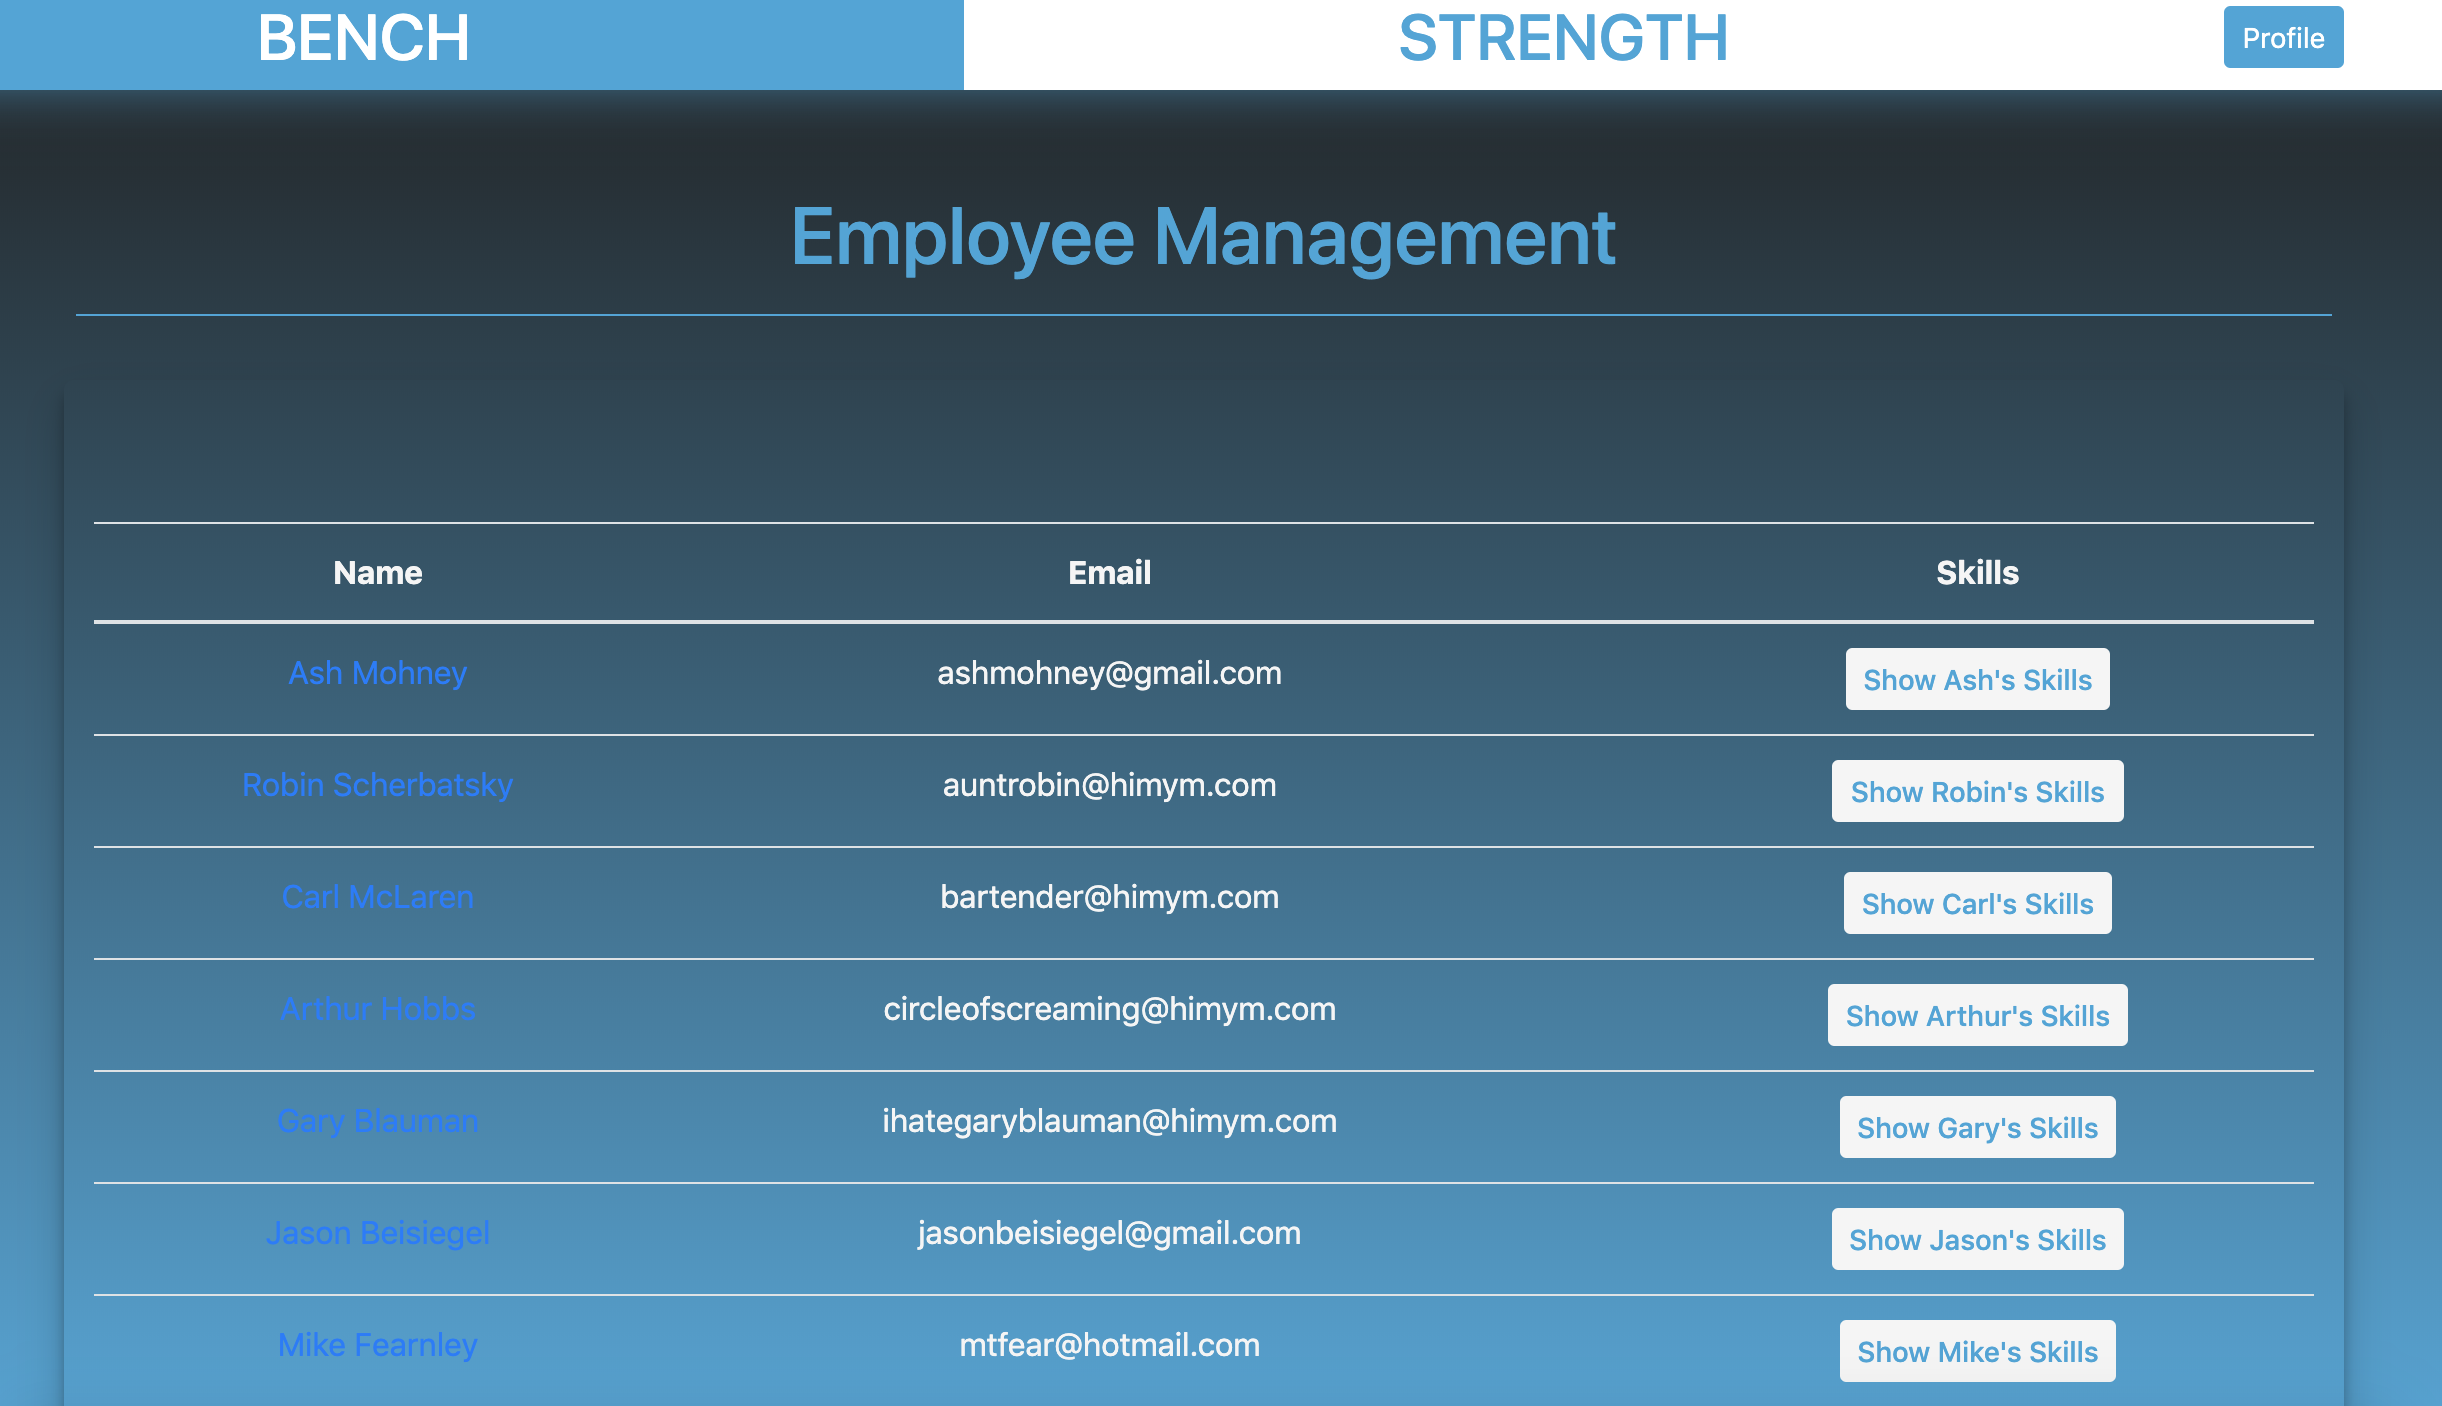 BENCH STRENGTH Profile
Employee Management
Name Email Skills
Ash Mohney ashmohney@gmail.com Show Ash's Skills
Robin Scherbatsky auntrobin@himym.com Show Robin's Skills
Carl McLaren bartender@himym.com Show Carl's Skills
Arthur Hobbs circleofscreaming@himym.com Show Arthur's Skills
Gary Blauman ihategaryblauman@himym.com Show Gary's Skills
Jason Beisiegel jasonbeisiegel@gmail.com Show Jason's Skills
Mike Fearnley mtfear@hotmail.com Show Mike's Skills